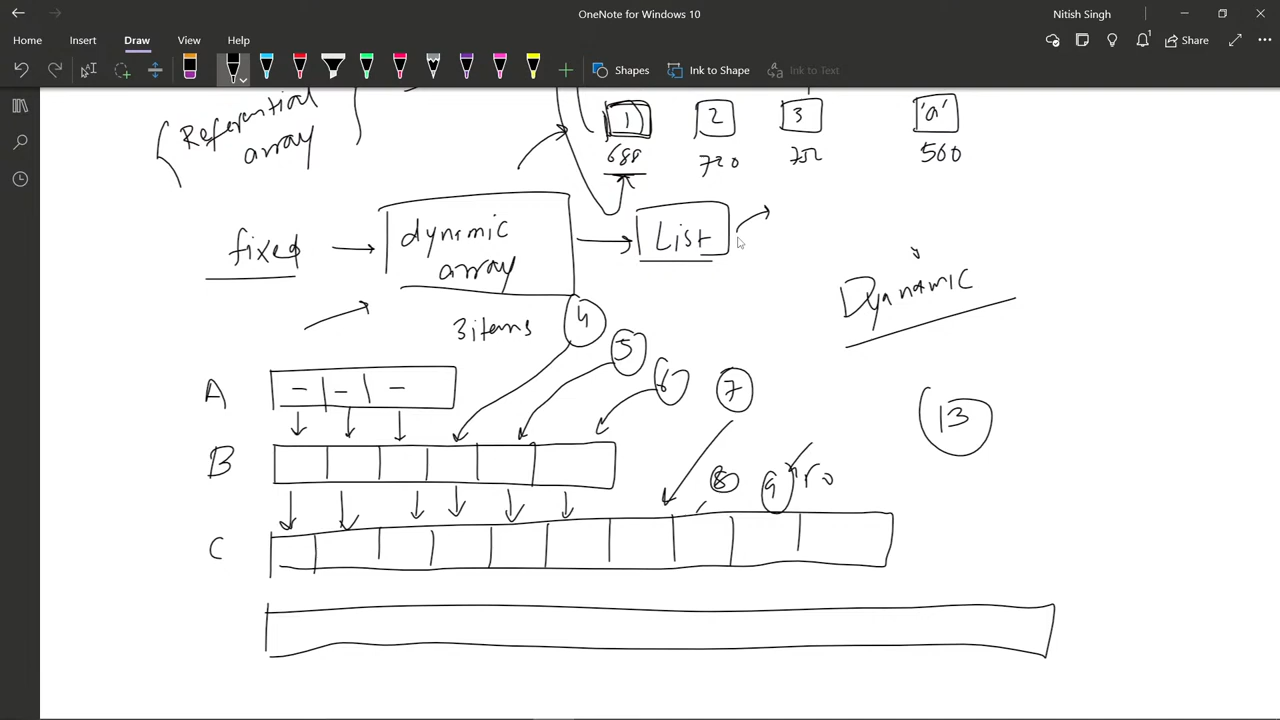 OneNote for Windows 10
Nitish Singh
Home
Insert
Draw
View
Help
Shapes
Ink to Shape
Ink to Text
Share
Referential
array
1
2
3
'a'
688
720
752
560
fixed
dynamic
array
List
Dynamic
3 items
4
5
6
7
A
13
B
8
9
10
C